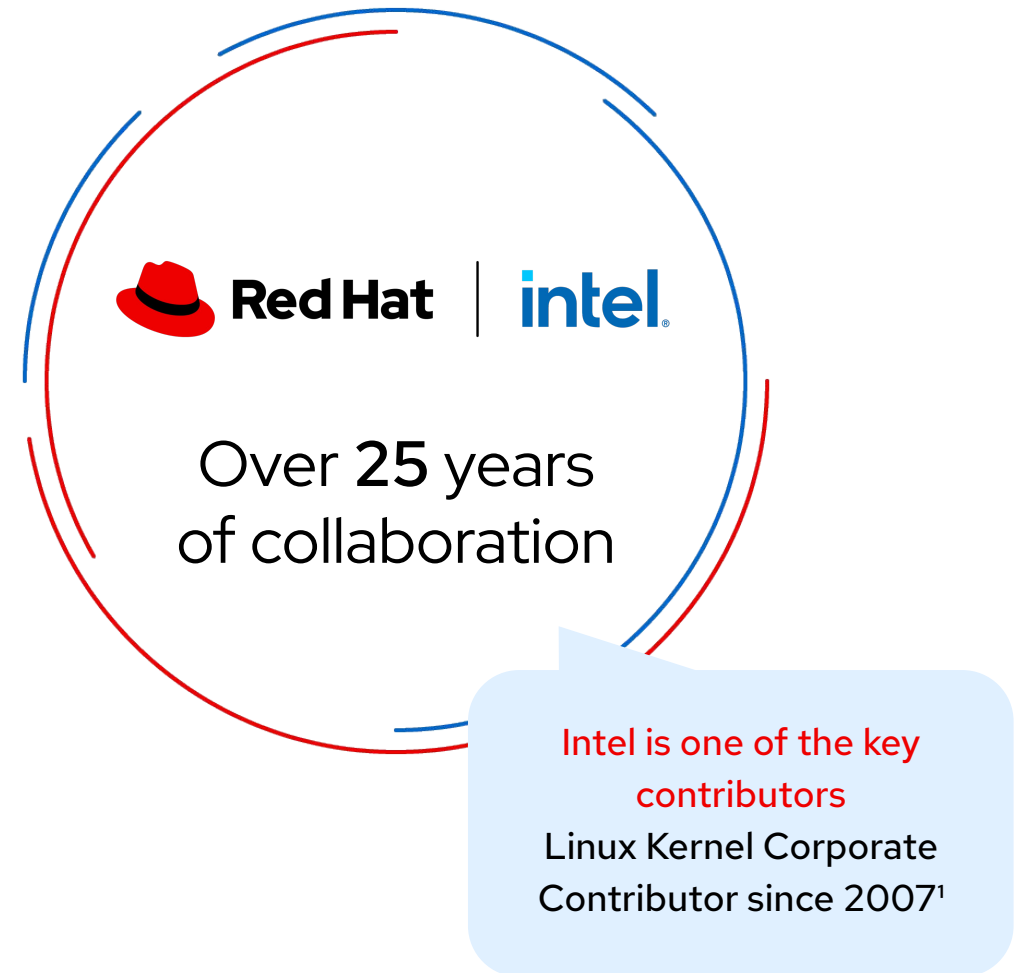 Red Hat | intel®
Over 25 years
of collaboration
Intel is one of the key
contributors
Linux Kernel Corporate
Contributor since 2007¹